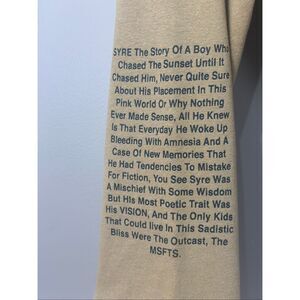 SYRE The Story Of A Boy Who
Chased The Sunset Until It
Chased Him, Never Quite Sure
About His Placement In This
Pink World Or Why Nothing
Ever Made Sense, All He Knew
Is That Everyday He Woke Up
Bleeding With Amnesia And A
Case Of New Memories That
He Had Tendencies To Mistake
For Fiction, You See Syre Was
A Mischief With Some Wisdom
But His Most Poetic Trait Was
His VISION, And The Only Kids
That Could live In This Sadistic
Bliss Were The Outcast, The
MSFTS.